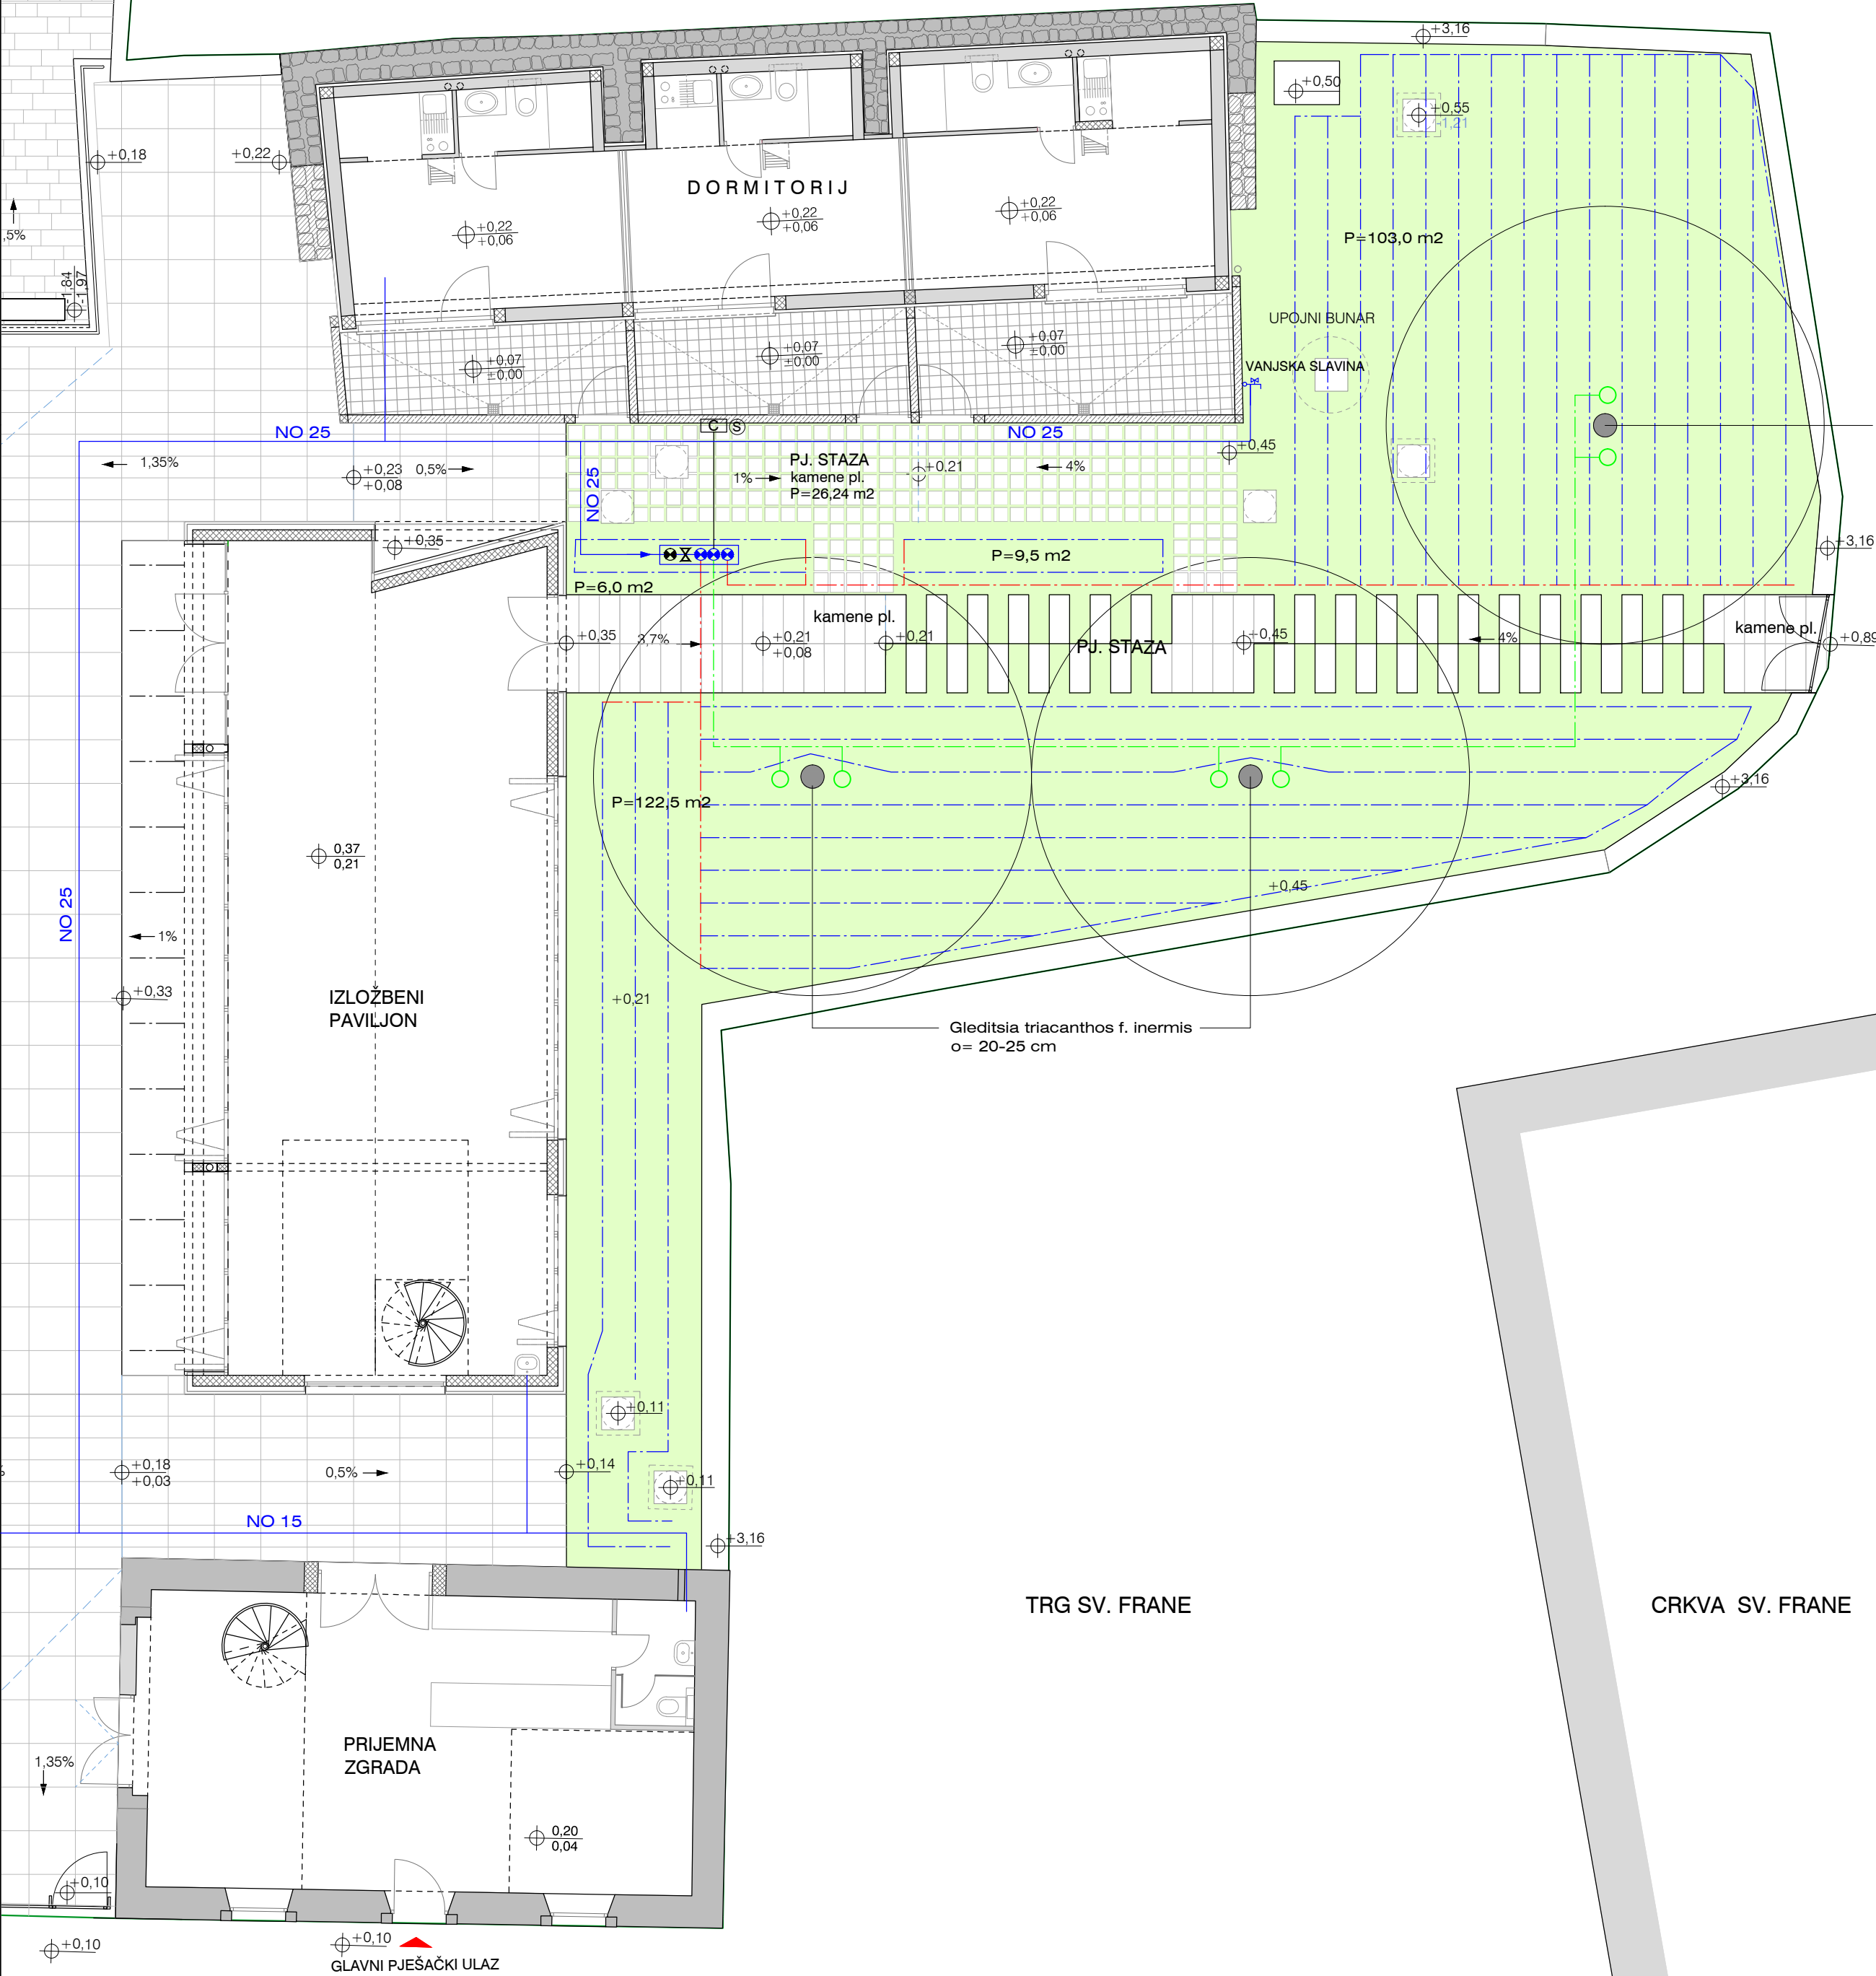 +3,16
+0,50
+0,55
-1,21
+0,18
+0,22
DORMITORIJ
+0,22
+0,06
+0,22
+0,06
+0,22
+0,06
P=103,0 m2
,5%
1,84
1,97
UPOJNI BUNAR
VANJSKA SLAVINA
+0,07
±0,00
+0,07
±0,00
+0,07
±0,00
NO 25
C S
NO 25
1,35%
+0,23
+0,08
0,5%
NO 25
PJ. STAZA
kamene pl.
P=26,24 m2
1%
+0,21
4%
+0,45
+0,35
P=9,5 m2
+3,16
P=6,0 m2
kamene pl.
+0,35
3,7%
+0,21
+0,08
+0,21
PJ. STAZA
+0,45
4%
kamene pl.
+0,89
+3,16
P=122,5 m2
0,37
0,21
+0,45
NO 25
1%
+0,33
IZLOŽBENI
PAVILJON
+0,21
Gleditsia triacanthos f. inermis
o= 20-25 cm
+0,11
+0,18
+0,03
0,5%
+0,14
+0,11
NO 15
+3,16
TRG SV. FRANE
CRKVA SV. FRANE
PRIJEMNA
ZGRADA
1,35%
0,20
0,04
+0,10
+0,10
+0,10
GLAVNI PJEŠAČKI ULAZ